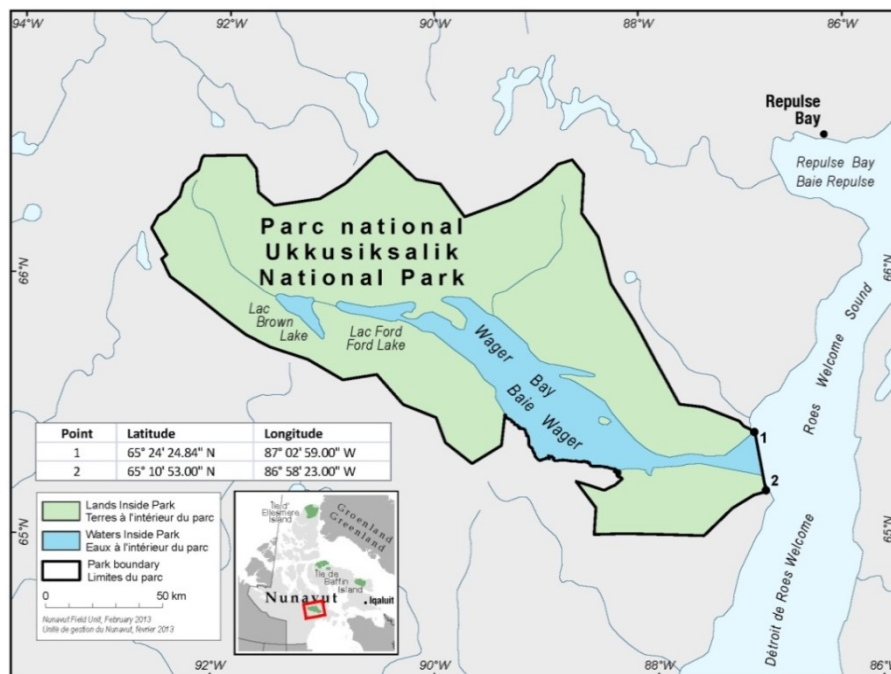 94°W
92°W
90°W
88°W
86°W
Repulse
Bay
Repulse Bay
Baie Repulse
Parc national
Ukkusiksalik
National Park
66°N
66°N
Lac
Brown
Lake
Lac Ford
Ford Lake
Wager Bay
Baie Wager
Roes Welcome Sound
Détroit de Roes Welcome
1
2
Point Latitude Longitude
1 65° 24' 24.84" N 87° 02' 59.00" W
2 65° 10' 53.00" N 86° 58' 23.00" W
65°N
65°N
Lands Inside Park
Terres à l'intérieur du parc
Waters Inside Park
Eaux à l'intérieur du parc
Park boundary
Limites du parc
0 50 km
Nunavut Field Unit, February 2013
Unité de gestion du Nunavut, février 2013
Île d'
Ellesmere
Island
Groenland
Greenland
Île de
Baffin
Island
Nunavut
Iqaluit
92°W
90°W
88°W
86°W